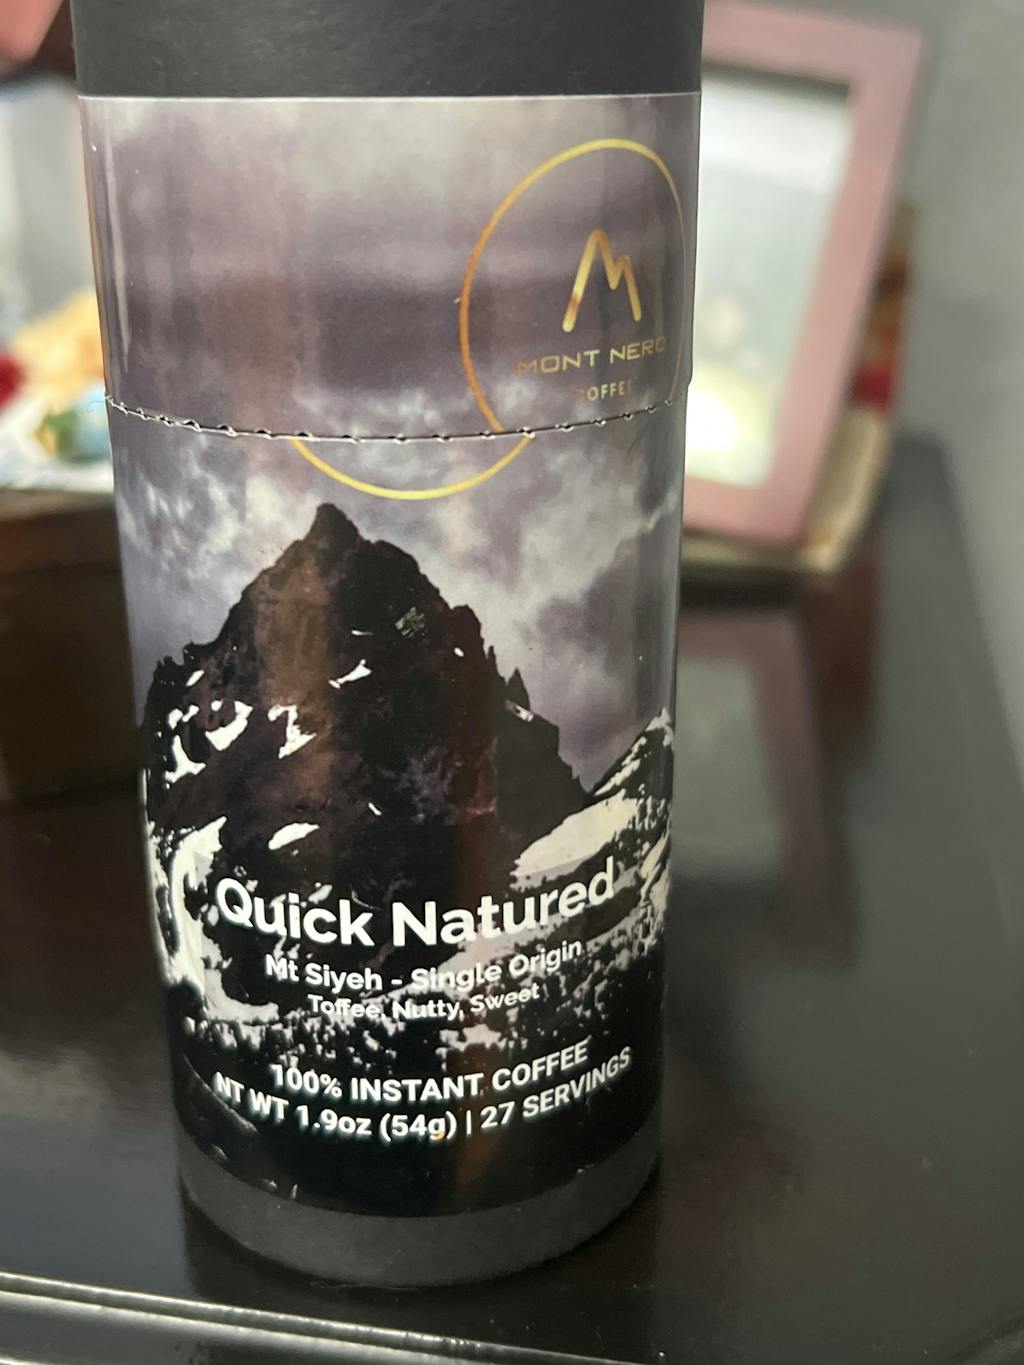 MONT NERO
COFFEE
Quick Natured
Mt Siyeh - Single Origin
Toffee, Nutty, Sweet
100% INSTANT COFFEE
NT WT 1.9oz (54g) | 27 SERVINGS